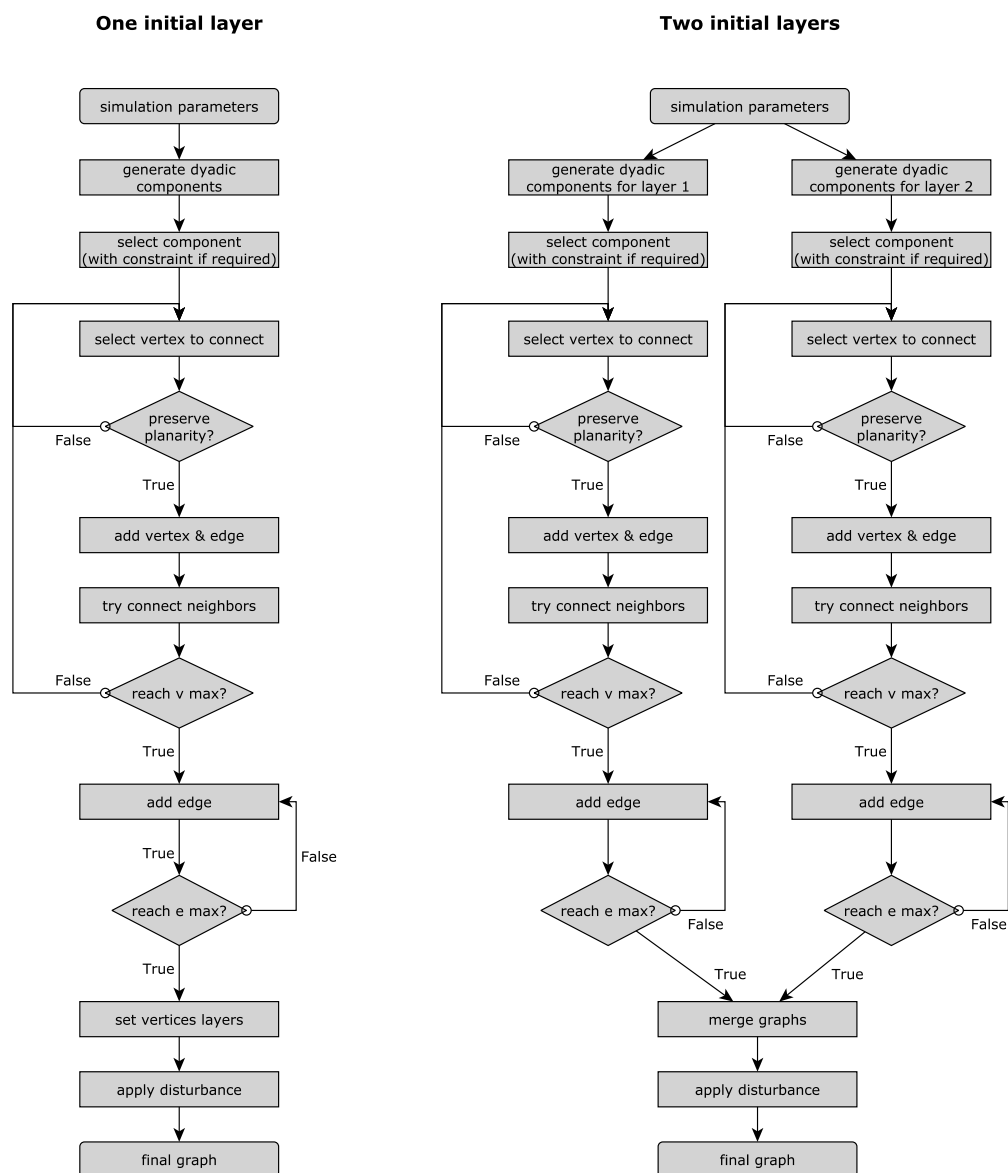 One initial layer
simulation parameters
generate dyadic
components
select component
(with constraint if required)
select vertex to connect
preserve
planarity?
False
True
add vertex & edge
try connect neighbors
False
reach v max?
True
add edge
True
False
reach e max?
True
set vertices layers
apply disturbance
final graph
Two initial layers
simulation parameters
generate dyadic
components for layer 1
select component
(with constraint if required)
select vertex to connect
preserve
planarity?
False
True
add vertex & edge
try connect neighbors
False
reach v max?
True
add edge
reach e max?
False
True
generate dyadic
components for layer 2
select component
(with constraint if required)
select vertex to connect
preserve
planarity?
False
True
add vertex & edge
try connect neighbors
False
reach v max?
True
add edge
reach e max?
False
True
merge graphs
apply disturbance
final graph